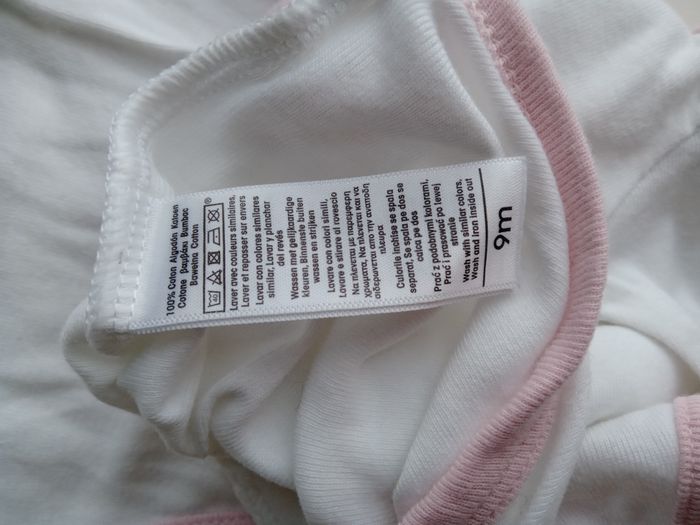 100% Coton Algodón Katoen
Cotone βαμβάκι Bumbac
Bawełna Cotton
Laver avec couleurs similaires,
Laver et repasser sur envers
Lavar con colores similares
similar, Lavar y planchar
del revés
Wassen met gelijkaardige
kleuren, Binnenste buiten
wassen en strijken
Lavare con colori simili,
Lavare e stirare al rovescio
Να πλένεται με παρεμφερή
χρώματα, Να πλένεται και να
σιδερώνεται από την ανάποδη
πλευρά
Culorile inchise se spala
separat, Se spala pe dos se
calca pe dos
Prać z podobnymi kolorami,
Prać i prasować po lewej
stronie
Wash with similar colors,
Wash and iron inside out
9m